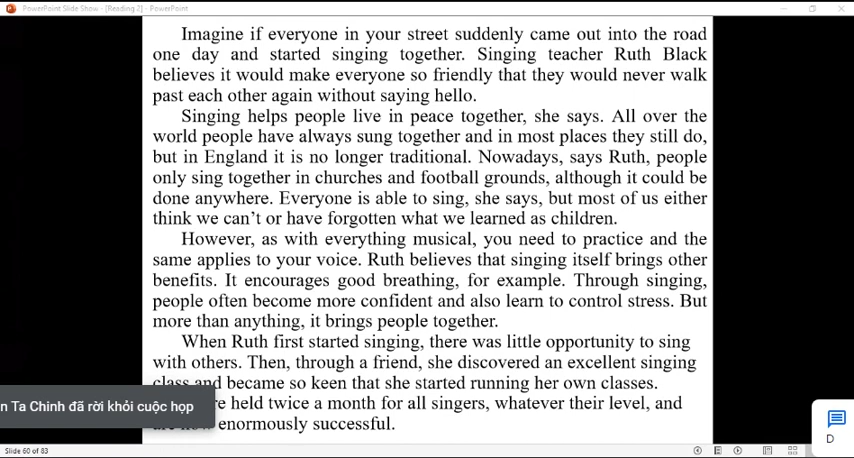 PowerPoint Slide Show - [Reading 2] - PowerPoint
Imagine if everyone in your street suddenly came out into the road
one day and started singing together. Singing teacher Ruth Black
believes it would make everyone so friendly that they would never walk
past each other again without saying hello.
Singing helps people live in peace together, she says. All over the
world people have always sung together and in most places they still do,
but in England it is no longer traditional. Nowadays, says Ruth, people
only sing together in churches and football grounds, although it could be
done anywhere. Everyone is able to sing, she says, but most of us either
think we can't or have forgotten what we learned as children.
However, as with everything musical, you need to practice and the
same applies to your voice. Ruth believes that singing itself brings other
benefits. It encourages good breathing, for example. Through singing,
people often become more confident and also learn to control stress. But
more than anything, it brings people together.
When Ruth first started singing, there was little opportunity to sing
with others. Then, through a friend, she discovered an excellent singing
class and became so keen that she started running her own classes.
n Ta Chinh đã rời khỏi cuộc họp
held twice a month for all singers, whatever their level, and
enormously successful.
D
Slide 60 of 83